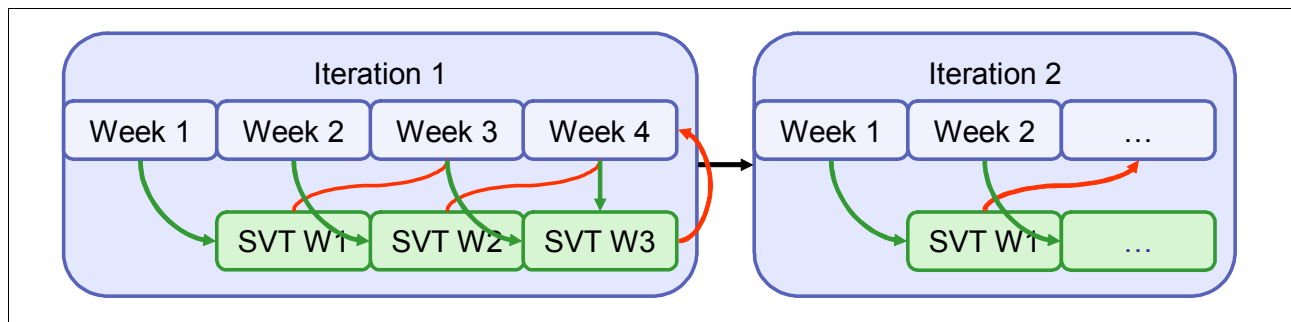 Iteration 1
Iteration 2
Week 1
Week 2
Week 3
Week 4
Week 1
Week 2
...
SVT W1
SVT W2
SVT W3
SVT W1
...